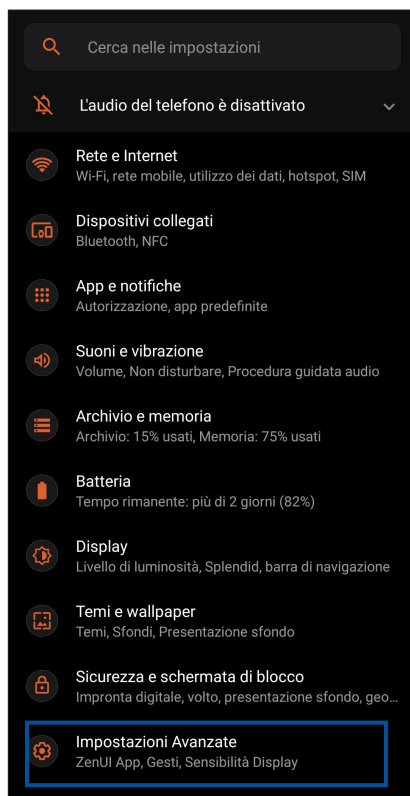 Cerca nelle impostazioni
L'audio del telefono è disattivato
Rete e Internet
Wi-Fi, rete mobile, utilizzo dei dati, hotspot, SIM
Dispositivi collegati
Bluetooth, NFC
App e notifiche
Autorizzazione, app predefinite
Suoni e vibrazione
Volume, Non disturbare, Procedura guidata audio
Archivio e memoria
Archivio: 15% usati, Memoria: 75% usati
Batteria
Tempo rimanente: più di 2 giorni (82%)
Display
Livello di luminosità, Splendid, barra di navigazione
Temi e wallpaper
Temi, Sfondi, Presentazione sfondo
Sicurezza e schermata di blocco
Impronta digitale, volto, presentazione sfondo, geo...
Impostazioni Avanzate
ZenUI App, Gesti, Sensibilità Display